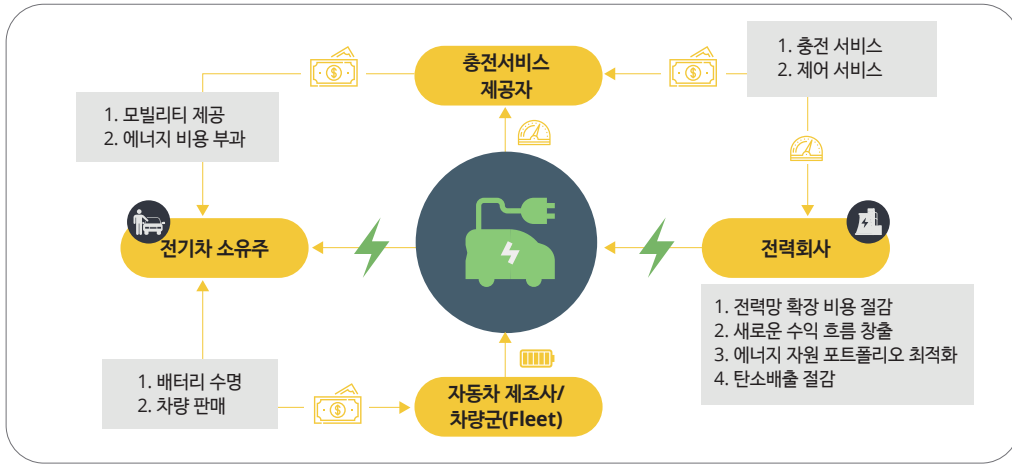 1. 충전 서비스
2. 제어 서비스
충전서비스
제공자
1. 모빌리티 제공
2. 에너지 비용 부과
전기차 소유주
전력회사
1. 전력망 확장 비용 절감
2. 새로운 수익 흐름 창출
3. 에너지 자원 포트폴리오 최적화
4. 탄소배출 절감
1. 배터리 수명
2. 차량 판매
자동차 제조사/
차량군(Fleet)